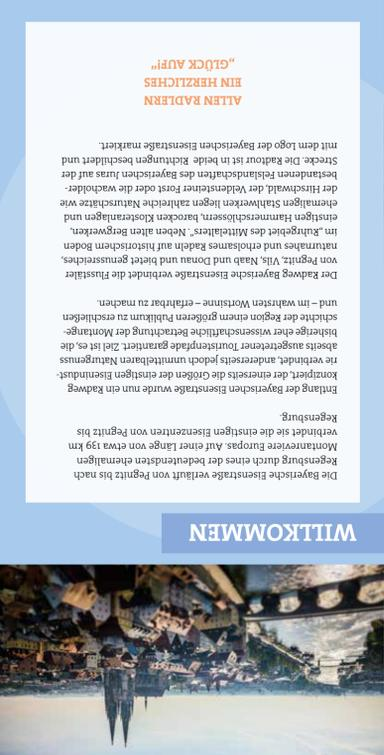 WILLKOMMEN
Die Bayerische Eisenstraße verläuft von Pegnitz bis nach
Regensburg durch eines der bedeutendsten ehemaligen
Montanreviere Europas. Auf einer Länge von etwa 139 km
verbindet sie die einstigen Eisenzentren von Pegnitz bis
Regensburg.
Entlang der Bayerischen Eisenstraße wurde nun ein Radweg
konzipiert, der einerseits die Größen der einstigen Eisenindust-
rie verbindet, andererseits jedoch unmittelbaren Naturgenuss
abseits ausgetretener Touristenpfade garantiert. Ziel ist es, die
bisherige eher wissenschaftliche Betrachtung der Montange-
schichte der Region einem größeren Publikum zu erschließen
und – im wahrsten Wortsinne – erfahrbar zu machen.
Der Radweg Bayerische Eisenstraße verbindet die Flusstäler
von Pegnitz, Vils, Naab und Donau und bietet genussreiches,
naturnahes und erholsames Radeln auf historischem Boden
im „Ruhrgebiet des Mittelalters“. Neben alten Bergwerken,
einstigen Hammerschlössern, barocken Klosteranlagen und
ehemaligen Stahlwerken liegen zahlreiche Naturschätze wie
der Hirschwald, der Veldensteiner Forst oder die wacholder-
bestandenen Felslandschaften des Bayerischen Juras auf der
Strecke. Die Radtour ist in beide Richtungen beschildert und
mit dem Logo der Bayerischen Eisenstraße markiert.
ALLEN RADLERN
EIN HERZLICHES
„GLÜCK AUF!“